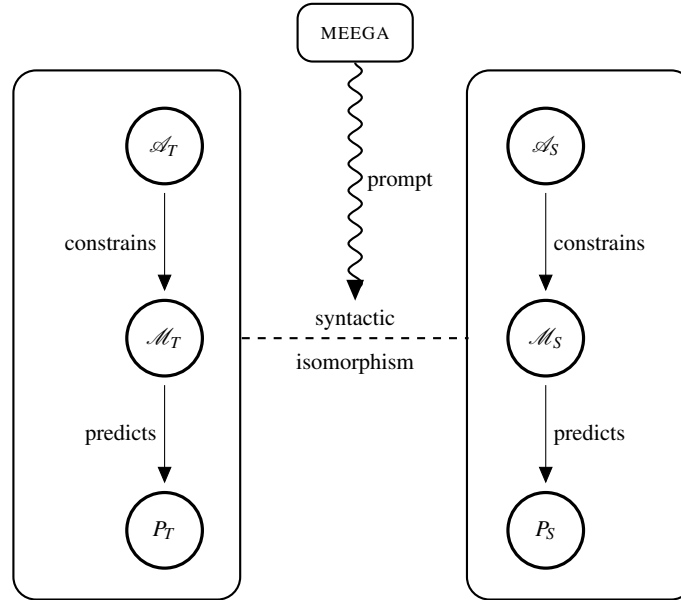 MEEGA
𝒜_T
𝒜_S
prompt
constrains
constrains
syntactic
ℳ_T
ℳ_S
isomorphism
predicts
predicts
P_T
P_S